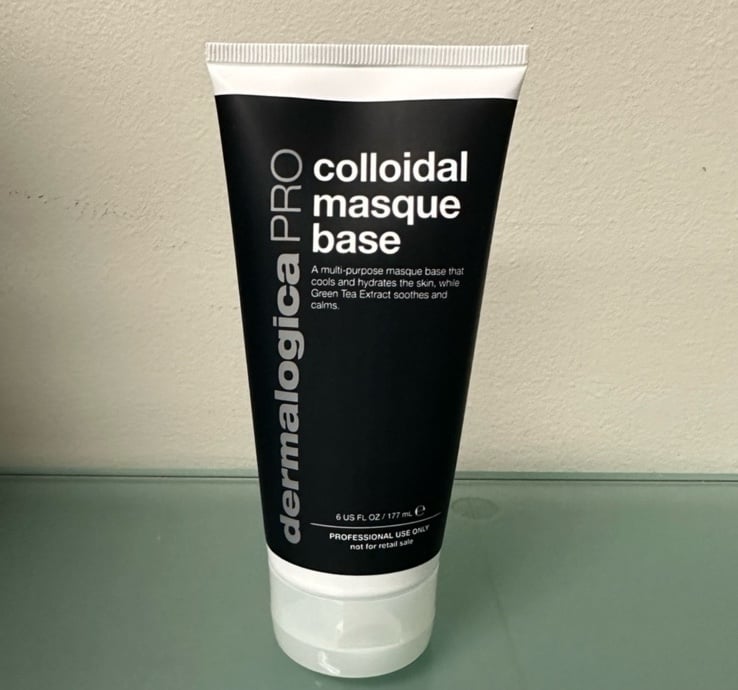 dermalogica PRO
colloidal
masque
base
A multi-purpose masque base that
cools and hydrates the skin, while
Green Tea Extract soothes and
calms.
6 US FL OZ / 177 mL ℮
PROFESSIONAL USE ONLY
not for retail sale